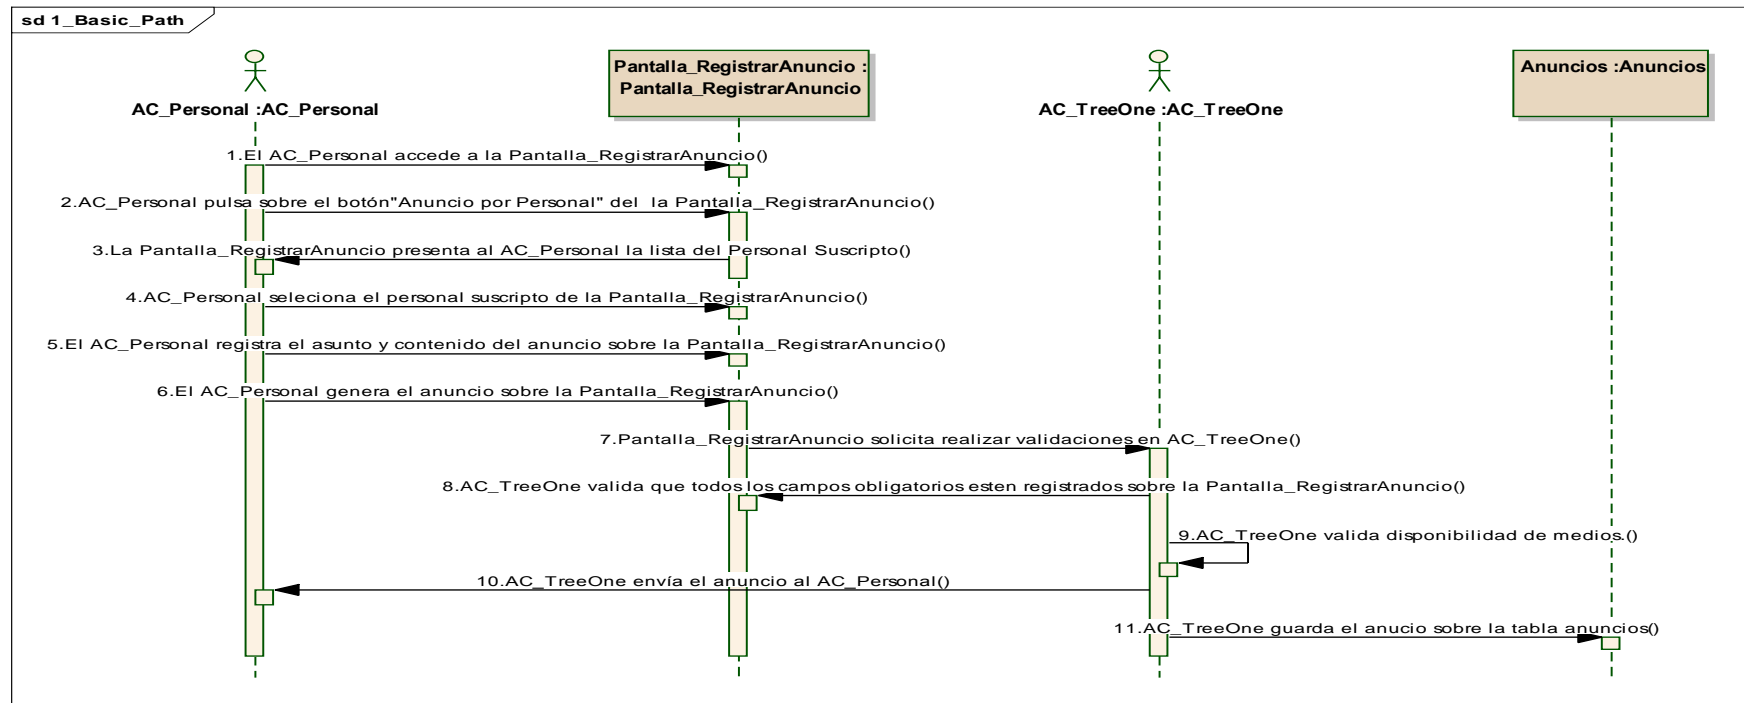 sd 1_Basic_Path
AC_Personal :AC_Personal
Pantalla_RegistrarAnuncio :
Pantalla_RegistrarAnuncio
AC_TreeOne :AC_TreeOne
Anuncios :Anuncios
1.El AC_Personal accede a la Pantalla_RegistrarAnuncio()
2.AC_Personal pulsa sobre el botón"Anuncio por Personal" del  la Pantalla_RegistrarAnuncio()
3.La Pantalla_RegistrarAnuncio presenta al AC_Personal la lista del Personal Suscripto()
4.AC_Personal seleciona el personal suscripto de la Pantalla_RegistrarAnuncio()
5.El AC_Personal registra el asunto y contenido del anuncio sobre la Pantalla_RegistrarAnuncio()
6.El AC_Personal genera el anuncio sobre la Pantalla_RegistrarAnuncio()
7.Pantalla_RegistrarAnuncio solicita realizar validaciones en AC_TreeOne()
8.AC_TreeOne valida que todos los campos obligatorios esten registrados sobre la Pantalla_RegistrarAnuncio()
9.AC_TreeOne valida disponibilidad de medios.()
10.AC_TreeOne envía el anuncio al AC_Personal()
11.AC_TreeOne guarda el anucio sobre la tabla anuncios()